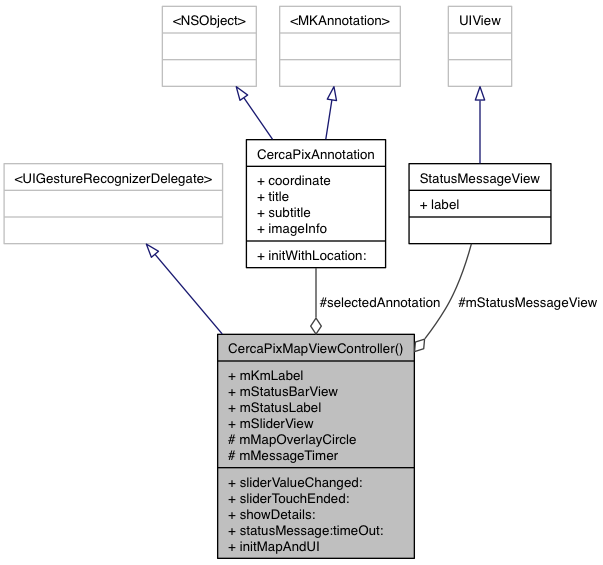 <NSObject>
<MKAnnotation>
UIView
CercaPixAnnotation
+ coordinate
+ title
+ subtitle
+ imageInfo
+ initWithLocation:
<UIGestureRecognizerDelegate>
StatusMessageView
+ label
#selectedAnnotation
#mStatusMessageView
CercaPixMapViewController()
+ mKmLabel
+ mStatusBarView
+ mStatusLabel
+ mSliderView
# mMapOverlayCircle
# mMessageTimer
+ sliderValueChanged:
+ sliderTouchEnded:
+ showDetails:
+ statusMessage:timeOut:
+ initMapAndUI